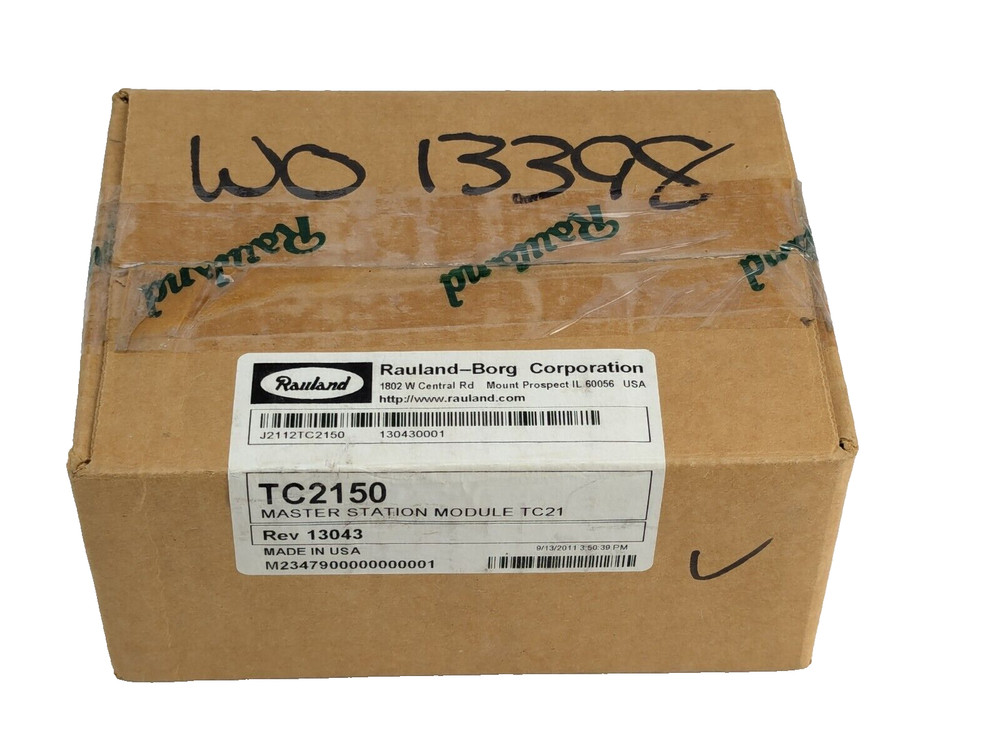 WO 13398
Rauland Rauland
Rauland
Rauland-Borg Corporation
1802 W Central Rd Mount Prospect IL 60056 USA
http://www.rauland.com
J2112TC2150 130430001
TC2150
MASTER STATION MODULE TC21
Rev 13043
MADE IN USA
9/13/2011 3:50:39 PM
M2347900000000001